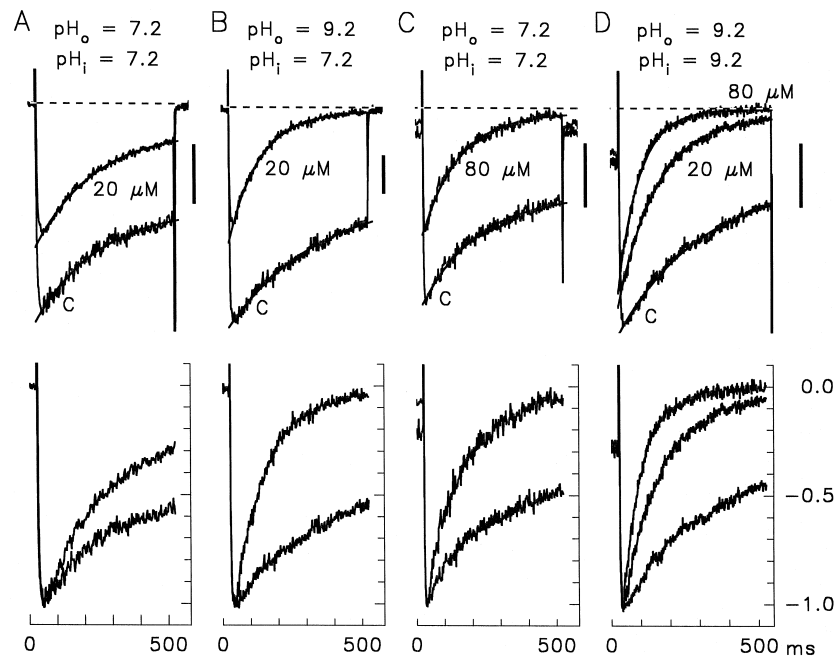 A
pHo = 7.2
pHi = 7.2
B
pHo = 9.2
pHi = 7.2
C
pHo = 7.2
pHi = 7.2
D
pHo = 9.2
pHi = 9.2
20 μM
C
20 μM
C
80 μM
C
80 μM
20 μM
C
0.0
−0.5
−1.0
0 500
0 500
0 500
0 500 ms